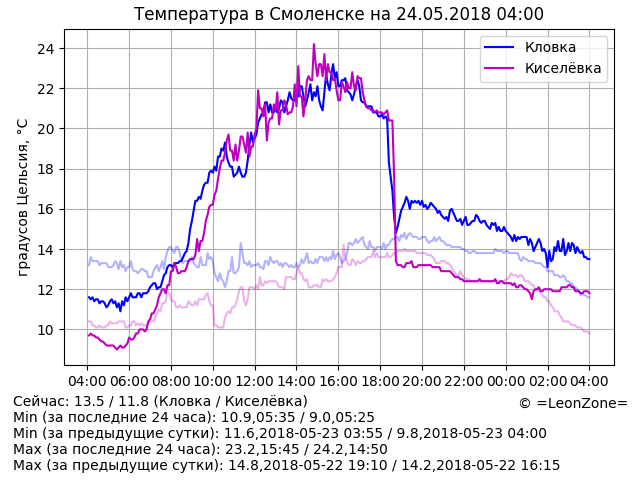 Температура в Смоленске на 24.05.2018 04:00
Кловка
Киселёвка
градусов Цельсия, °C
24
22
20
18
16
14
12
10
04:00 06:00 08:00 10:00 12:00 14:00 16:00 18:00 20:00 22:00 00:00 02:00 04:00
Сейчас: 13.5 / 11.8 (Кловка / Киселёвка)
© =LeonZone=
Min (за последние 24 часа): 10.9,05:35 / 9.0,05:25
Min (за предыдущие сутки): 11.6,2018-05-23 03:55 / 9.8,2018-05-23 04:00
Max (за последние 24 часа): 23.2,15:45 / 24.2,14:50
Max (за предыдущие сутки): 14.8,2018-05-22 19:10 / 14.2,2018-05-22 16:15